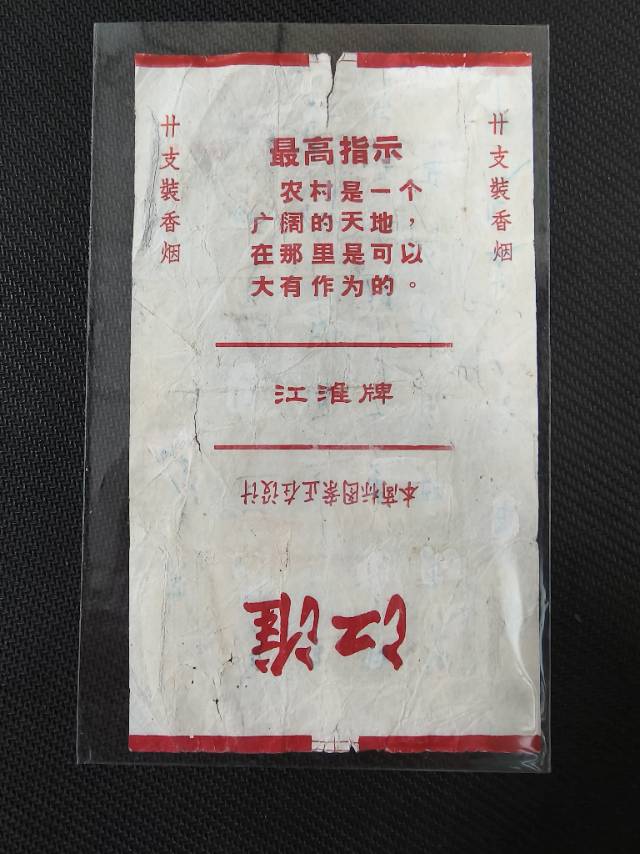 廿支裝香烟
廿支裝香烟
最高指示
农村是一个
广阔的天地，
在那里是可以
大有作为的。
江淮牌
本商标图案正在设计
江淮